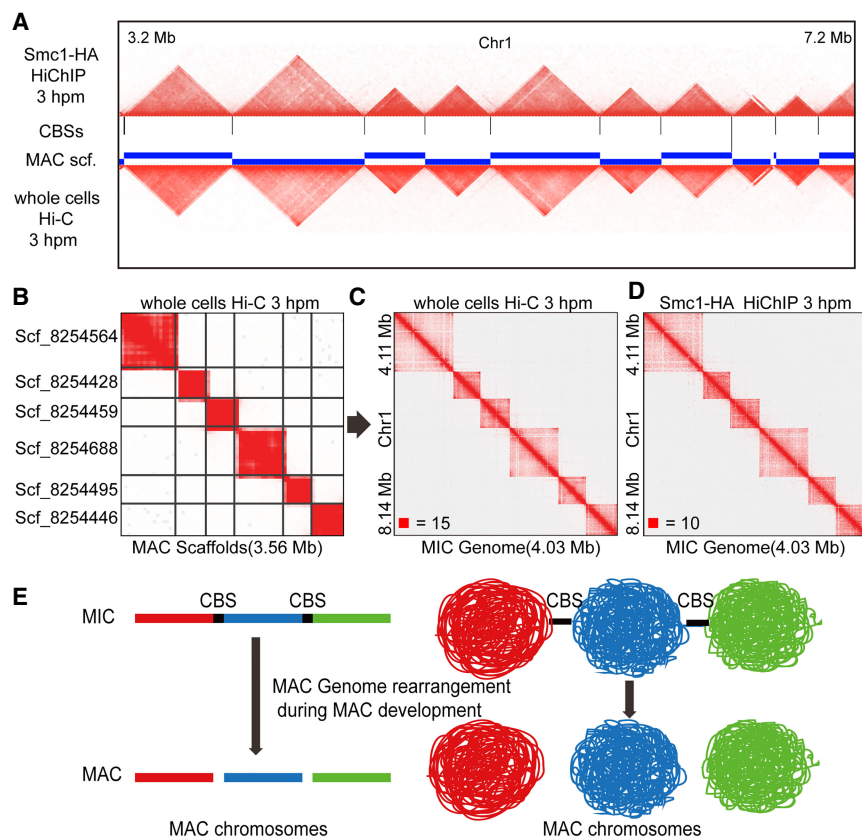 A
3.2 Mb
Chr1
7.2 Mb
Smc1-HA
HiChIP
3 hpm
CBSs
MAC scf.
whole cells
Hi-C
3 hpm
B
whole cells Hi-C 3 hpm
Scf_8254564
Scf_8254428
Scf_8254459
Scf_8254688
Scf_8254495
Scf_8254446
MAC Scaffolds(3.56 Mb)
C
whole cells Hi-C 3 hpm
4.11 Mb
Chr1
8.14 Mb
= 15
MIC Genome(4.03 Mb)
D
Smc1-HA HiChIP 3 hpm
4.11 Mb
Chr1
8.14 Mb
= 10
MIC Genome(4.03 Mb)
E
CBS CBS
MIC
CBS CBS
MAC Genome rearrangement
during MAC development
MAC
MAC chromosomes
MAC chromosomes